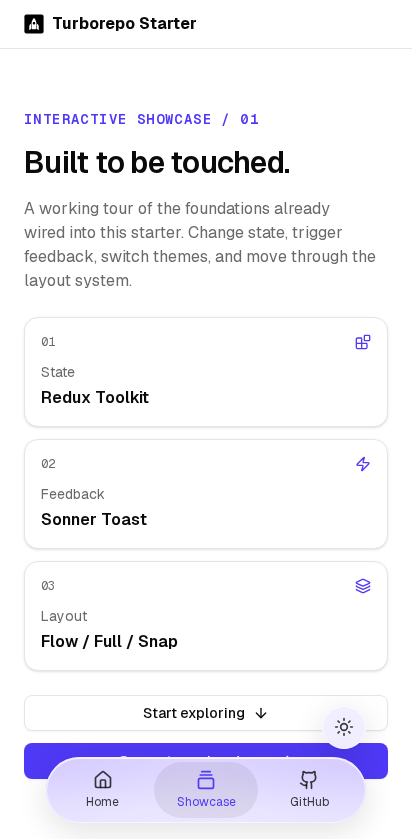 Turborepo Starter
INTERACTIVE SHOWCASE / 01
Built to be touched.
A working tour of the foundations already
wired into this starter. Change state, trigger
feedback, switch themes, and move through the
layout system.
01
State
Redux Toolkit
02
Feedback
Sonner Toast
03
Layout
Flow / Full / Snap
Start exploring
Home
Showcase
GitHub